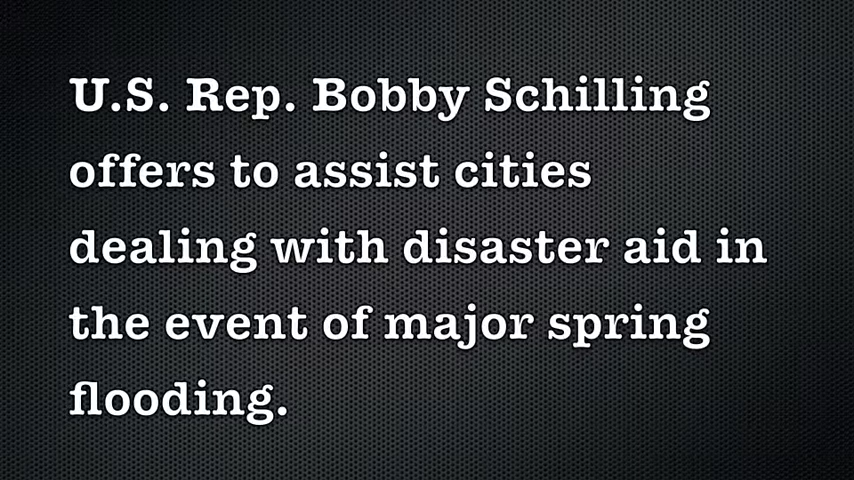 U.S. Rep. Bobby Schilling
offers to assist cities
dealing with disaster aid in
the event of major spring
flooding.